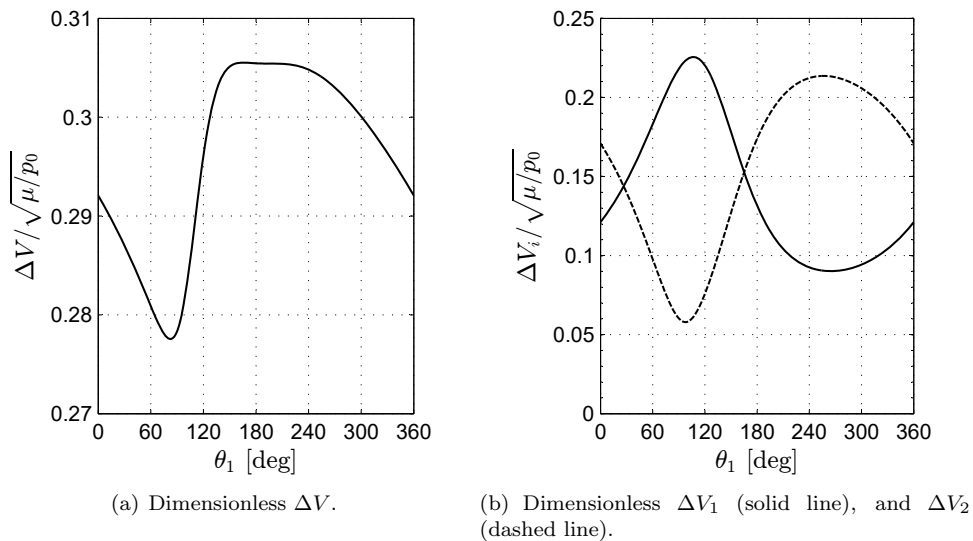 0.31
0.3
0.29
0.28
0.27
ΔV/√μ/p₀
0 60 120 180 240 300 360
θ₁ [deg]
(a) Dimensionless ΔV.
0.25
0.2
0.15
0.1
0.05
0
ΔVᵢ/√μ/p₀
0 60 120 180 240 300 360
θ₁ [deg]
(b) Dimensionless ΔV₁ (solid line), and ΔV₂
(dashed line).